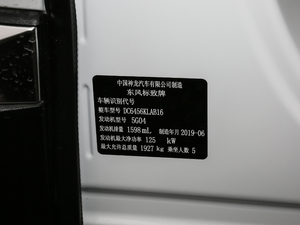 中国神龙汽车有限公司制造
东风标致牌
车辆识别代号
整车型号 DC6456KLAB16
发动机型号 5G04
发动机排量 1598 mL 制造年月 2019-06
发动机最大净功率 125 kW
最大允许总质量 1927 kg 乘坐人数 5